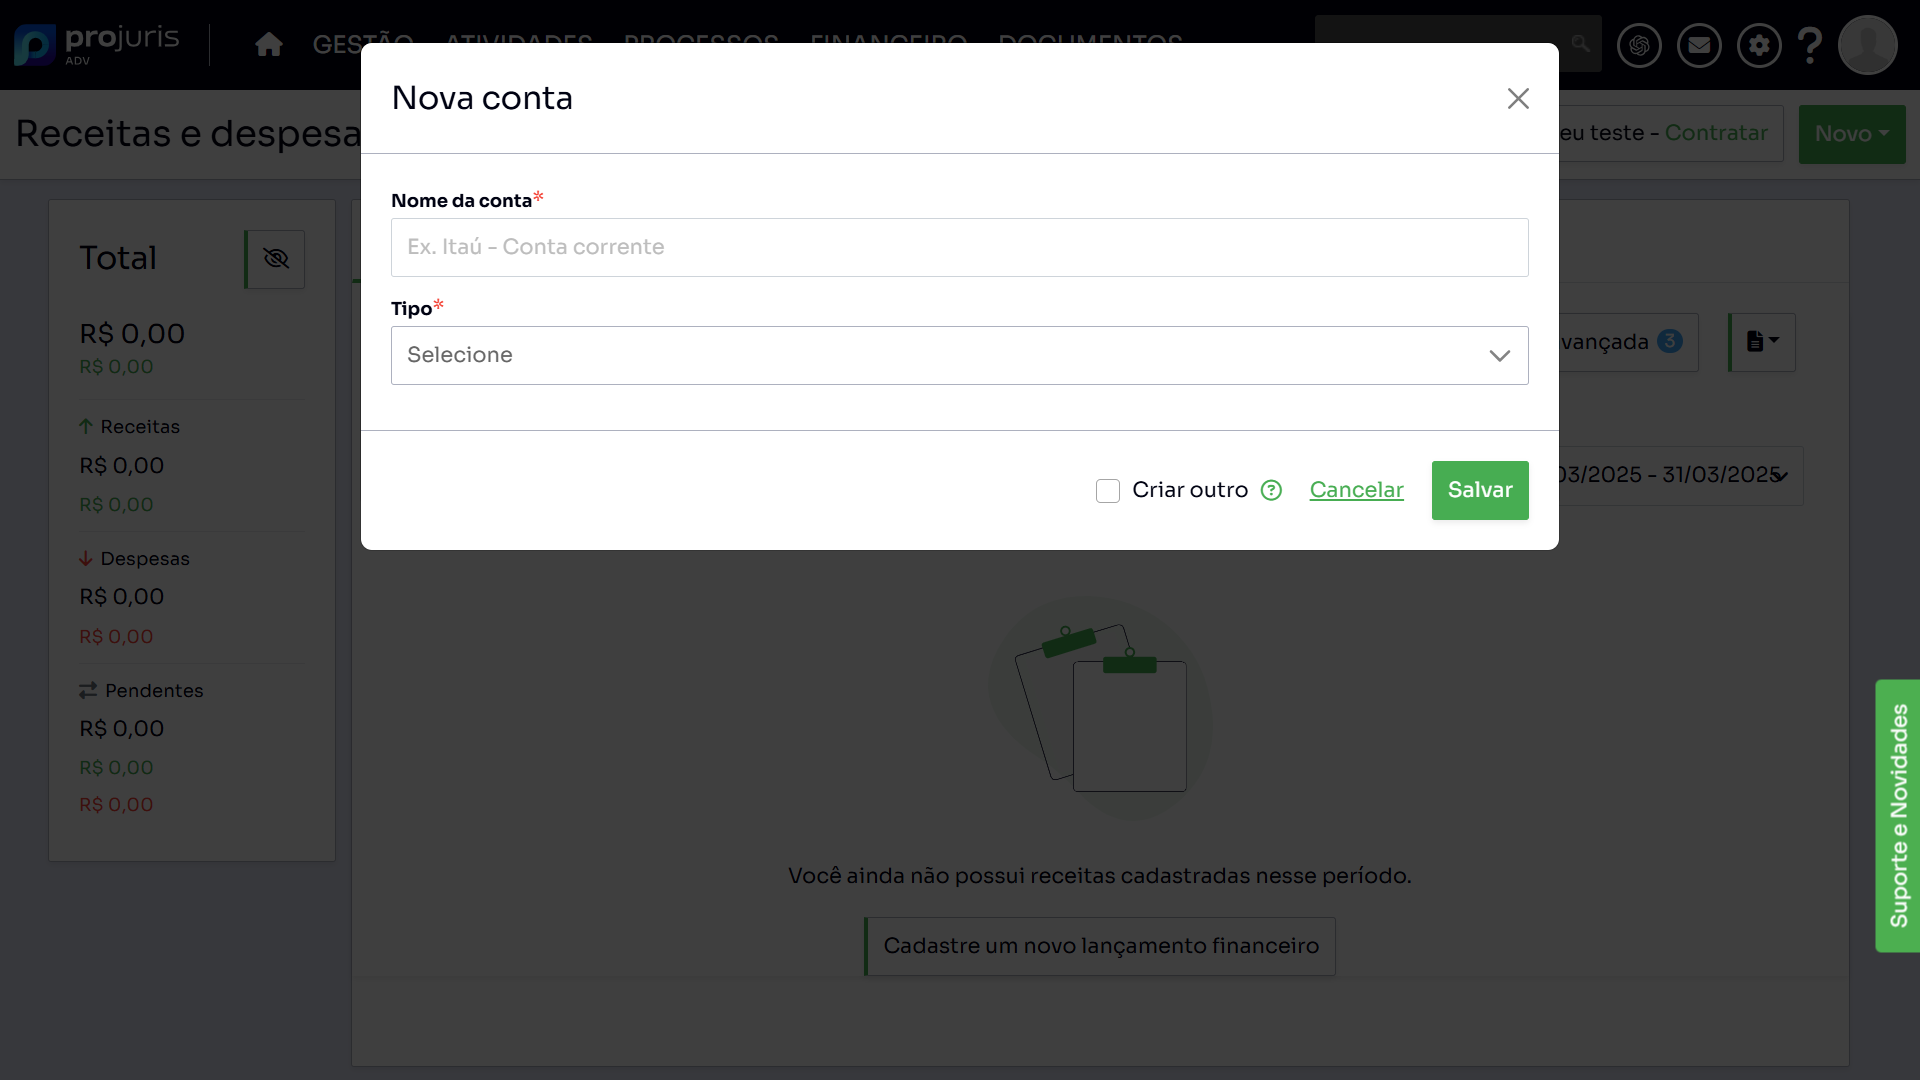 projuris
ADV
GESTÃO ATIVIDADES PROCESSOS FINANCEIRO DOCUMENTOS
Nova conta
Receitas e despesa
eu teste - Contratar
Novo
Nome da conta*
Ex. Itaú - Conta corrente
Total
Tipo*
Selecione
R$ 0,00
R$ 0,00
vançada 3
Receitas
R$ 0,00
R$ 0,00
03/2025 - 31/03/2025
Criar outro ? Cancelar Salvar
Despesas
R$ 0,00
R$ 0,00
Pendentes
R$ 0,00
R$ 0,00
R$ 0,00
Suporte e Novidades
Você ainda não possui receitas cadastradas nesse período.
Cadastre um novo lançamento financeiro